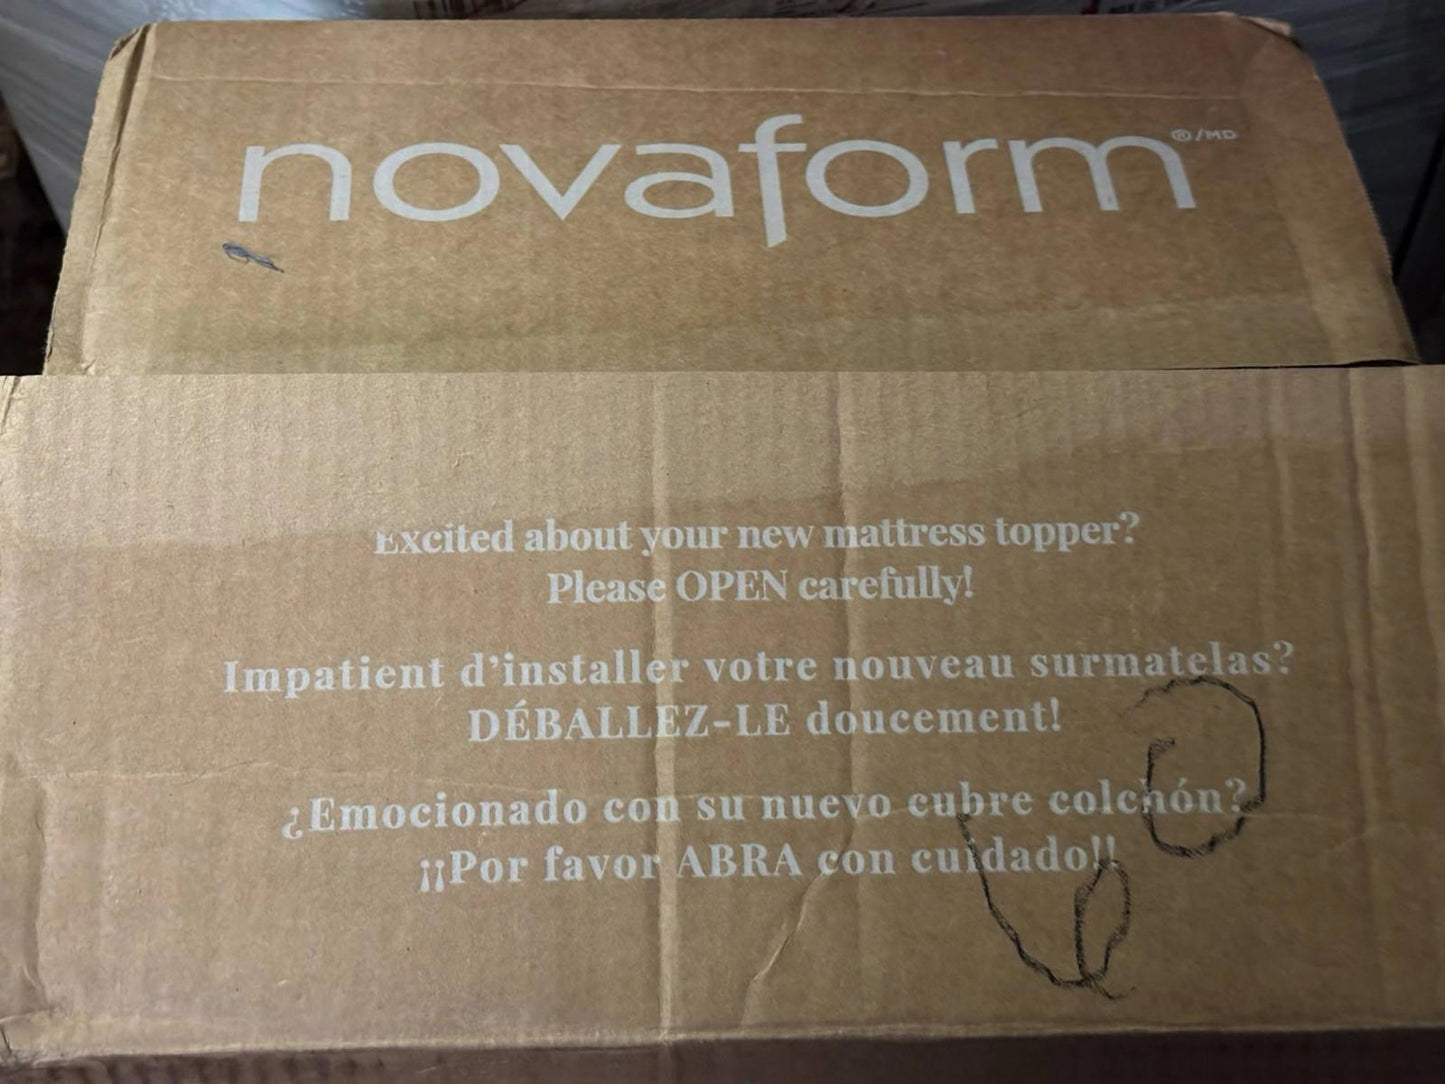 novaform®/MD
Excited about your new mattress topper?
Please OPEN carefully!
Impatient d’installer votre nouveau surmatelas?
DÉBALLEZ-LE doucement!
¿Emocionado con su nuevo cubre colchón?
¡¡Por favor ABRA con cuidado!!